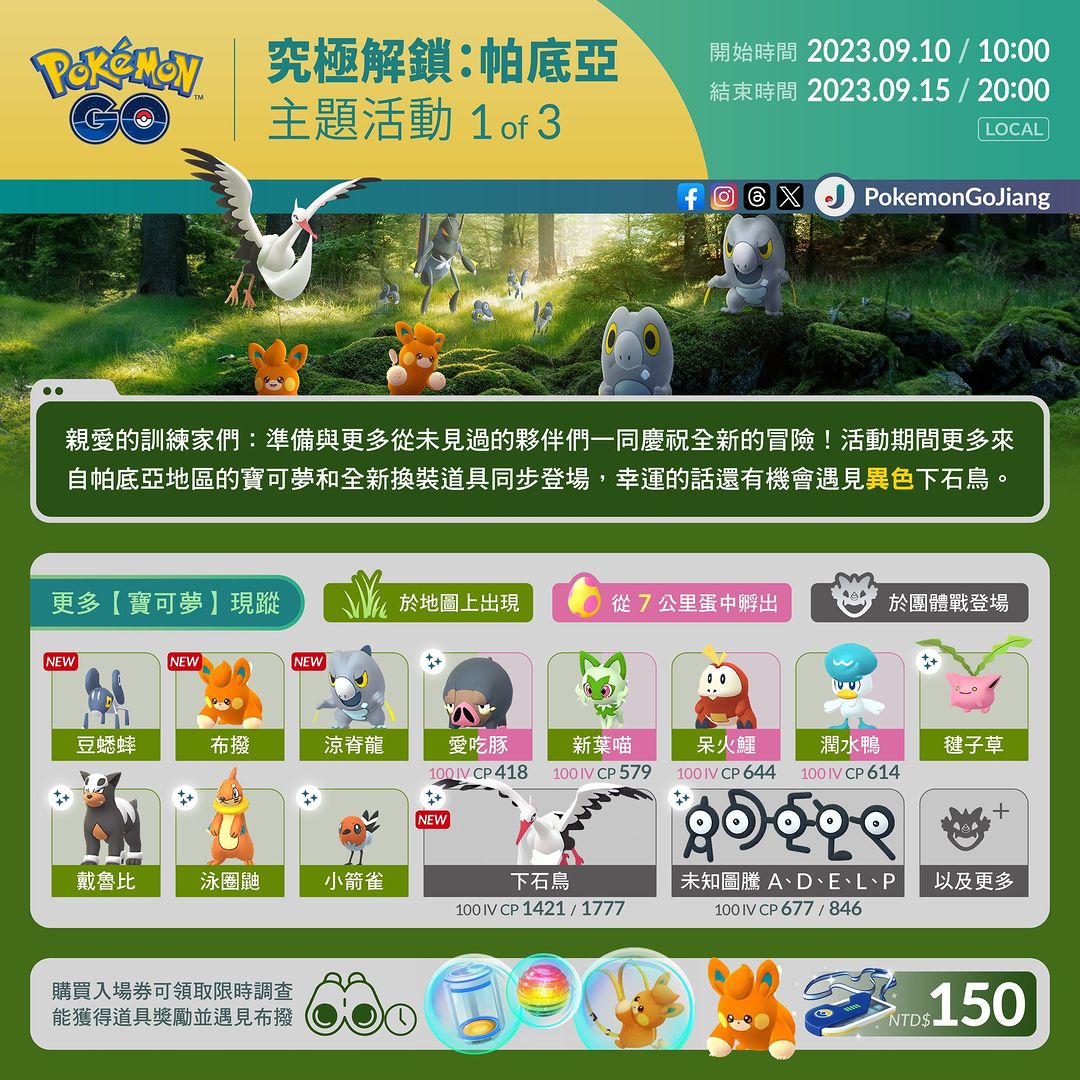 POKÉMON GO
TM
究極解鎖：帕底亞
主題活動 1 of 3
開始時間 2023.09.10 / 10:00
結束時間 2023.09.15 / 20:00
LOCAL
PokemonGoJiang
親愛的訓練家們：準備與更多從未見過的夥伴們一同慶祝全新的冒險！活動期間更多來
自帕底亞地區的寶可夢和全新換裝道具同步登場，幸運的話還有機會遇見異色下石鳥。
更多【寶可夢】現蹤
於地圖上出現
從 7 公里蛋中孵出
於團體戰登場
NEW
豆蟋蟀
NEW
布撥
NEW
涼脊龍
愛吃豚
100 IV CP 418
新葉喵
100 IV CP 579
呆火鱷
100 IV CP 644
潤水鴨
100 IV CP 614
毽子草
戴魯比
泳圈鼬
小箭雀
NEW
下石鳥
100 IV CP 1421 / 1777
未知圖騰 A、D、E、L、P
100 IV CP 677 / 846
以及更多
購買入場券可領取限時調查
能獲得道具獎勵並遇見布撥
NTD$150